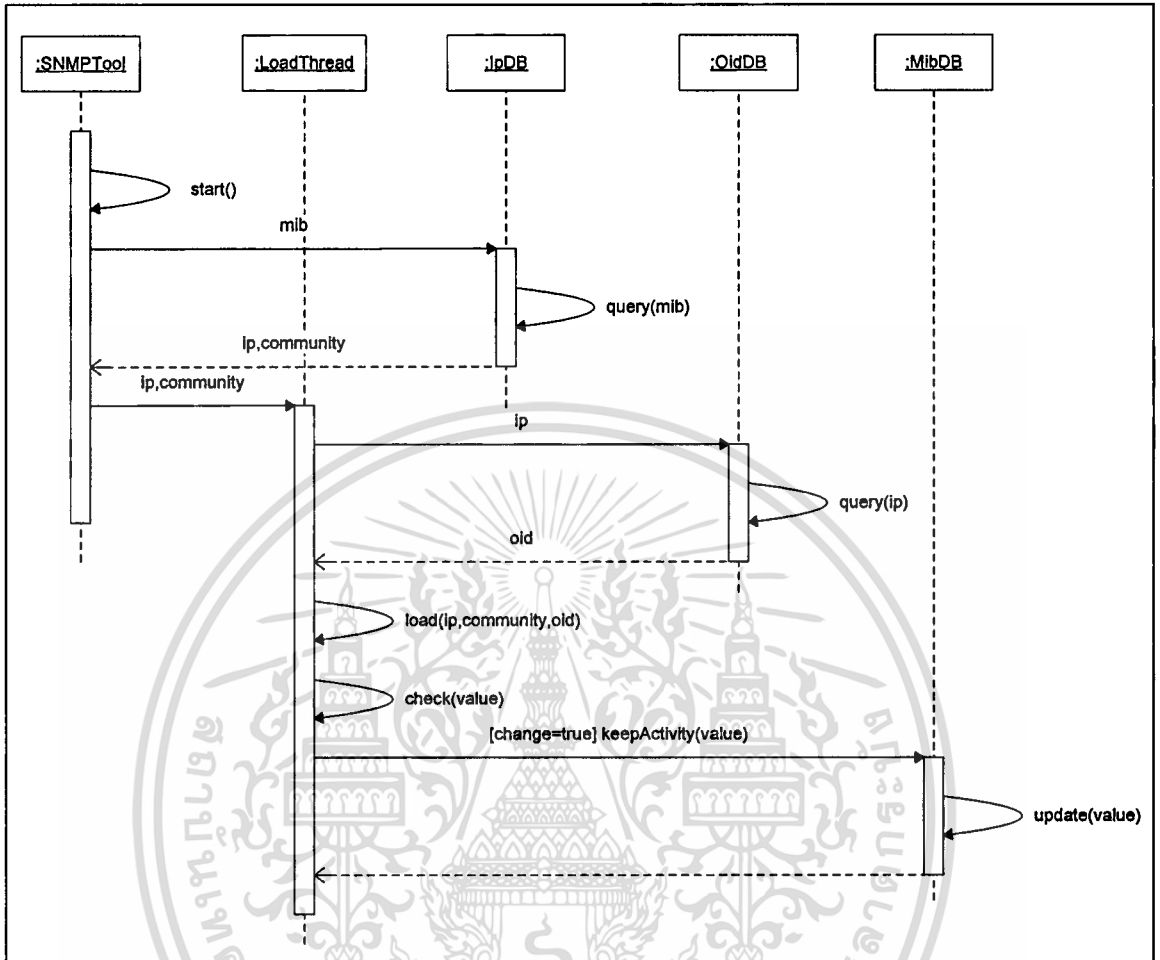 :SNMPTool
:LoadThread
:IpDB
:OidDB
:MibDB
start()
mib
query(mib)
ip,community
ip,community
ip
query(ip)
oid
load(ip,community,oid)
check(value)
[change=true] keepActivity(value)
update(value)